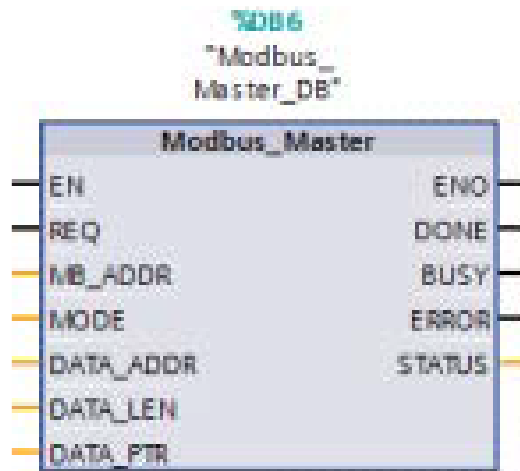 %DB6
"Modbus_
Master_DB"
Modbus_Master
EN ENO
REQ DONE
MB_ADDR BUSY
MODE ERROR
DATA_ADDR STATUS
DATA_LEN
DATA_PTR